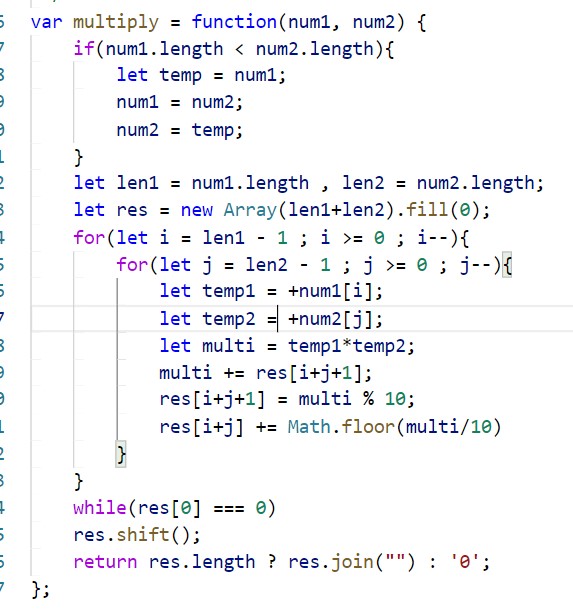 var multiply = function(num1, num2) {
    if(num1.length < num2.length){
        let temp = num1;
        num1 = num2;
        num2 = temp;
    }
    let len1 = num1.length , len2 = num2.length;
    let res = new Array(len1+len2).fill(0);
    for(let i = len1 - 1 ; i >= 0 ; i--){
        for(let j = len2 - 1 ; j >= 0 ; j--){
            let temp1 = +num1[i];
            let temp2 = +num2[j];
            let multi = temp1*temp2;
            multi += res[i+j+1];
            res[i+j+1] = multi % 10;
            res[i+j] += Math.floor(multi/10)
        }
    }
    while(res[0] === 0)
    res.shift();
    return res.length ? res.join("") : '0';
};